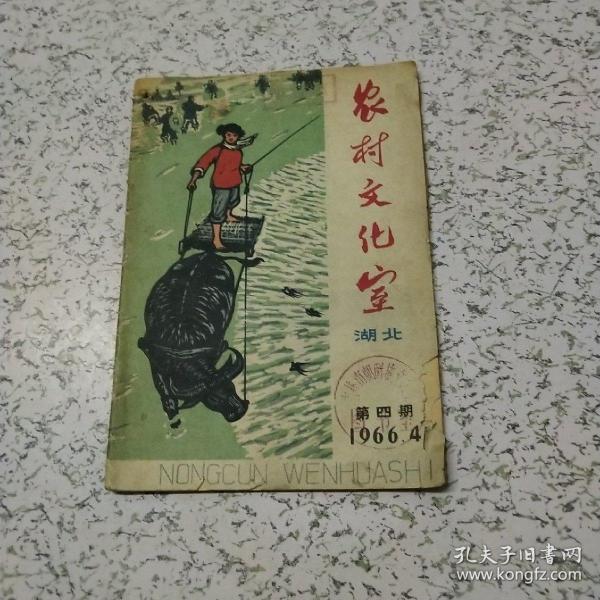 农村文化室
湖北
第四期
1966.4
NONGCUN WENHUASHI
孔夫子旧书网
www.kongfz.com